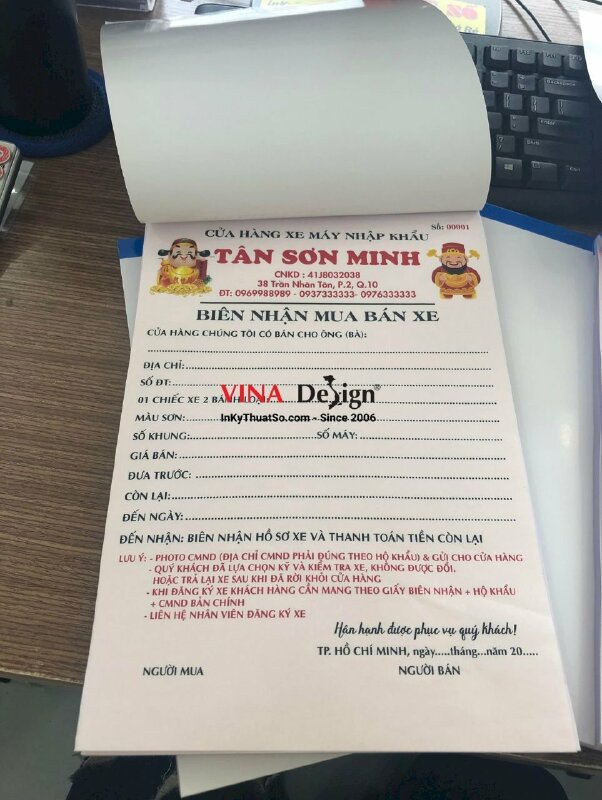 Số: 00001
CỬA HÀNG XE MÁY NHẬP KHẨU
TÂN SƠN MINH
CNKD : 41J8032038
38 Trần Nhân Tôn, P.2, Q.10
ĐT: 0969988989 - 0937333333- 0976333333
BIÊN NHẬN MUA BÁN XE
CỬA HÀNG CHÚNG TÔI CÓ BÁN CHO ÔNG (BÀ):
ĐỊA CHỈ:
SỐ ĐT:
VINA Design®
01 CHIẾC XE 2 BÁNH
InKyThuatSo.com - Since 2006
MÀU SƠN:
SỐ KHUNG: SỐ MÁY:
GIÁ BÁN:
ĐƯA TRƯỚC:
CÒN LẠI:
ĐẾN NGÀY:
ĐẾN NHẬN: BIÊN NHẬN HỒ SƠ XE VÀ THANH TOÁN TIỀN CÒN LẠI
LƯU Ý: - PHOTO CMND (ĐỊA CHỈ CMND PHẢI ĐÚNG THEO HỘ KHẨU) & GỬI CHO CỬA HÀNG
- QUÝ KHÁCH ĐÃ LỰA CHỌN KỸ VÀ KIỂM TRA XE, KHÔNG ĐƯỢC ĐỔI.
HOẶC TRẢ LẠI XE SAU KHI ĐÃ RỜI KHỎI CỬA HÀNG
- KHI ĐĂNG KÝ XE KHÁCH HÀNG CẦN MANG THEO GIẤY BIÊN NHẬN + HỘ KHẨU
+ CMND BẢN CHÍNH
- LIÊN HỆ NHÂN VIÊN ĐĂNG KÝ XE
Hân hạnh được phục vụ quý khách!
TP. HỒ CHÍ MINH, ngày.....tháng...năm 20.....
NGƯỜI MUA NGƯỜI BÁN